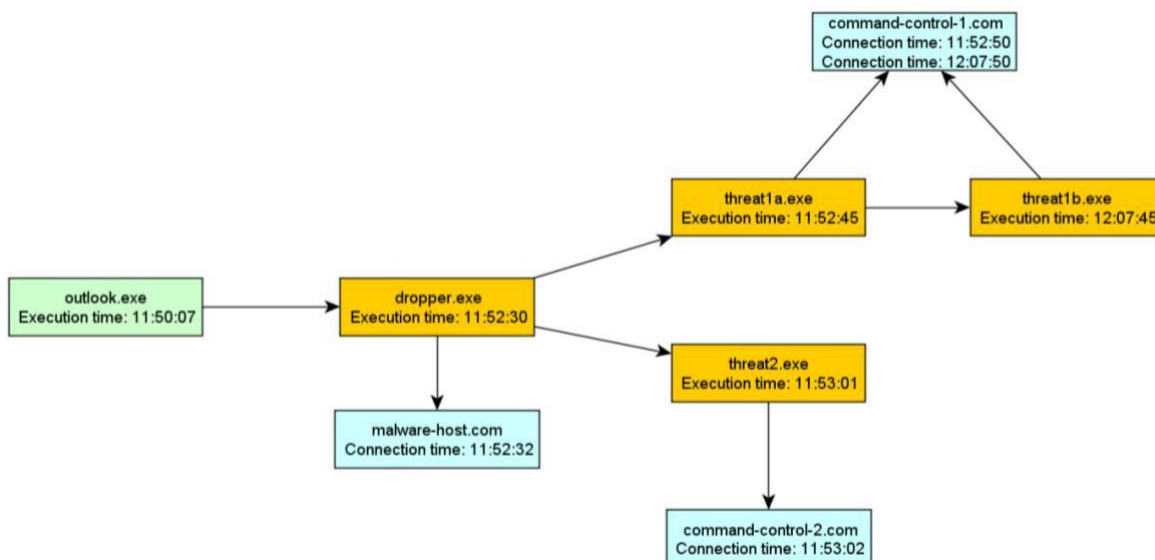 command-control-1.com
Connection time: 11:52:50
Connection time: 12:07:50
threat1a.exe
Execution time: 11:52:45
threat1b.exe
Execution time: 12:07:45
outlook.exe
Execution time: 11:50:07
dropper.exe
Execution time: 11:52:30
threat2.exe
Execution time: 11:53:01
malware-host.com
Connection time: 11:52:32
command-control-2.com
Connection time: 11:53:02